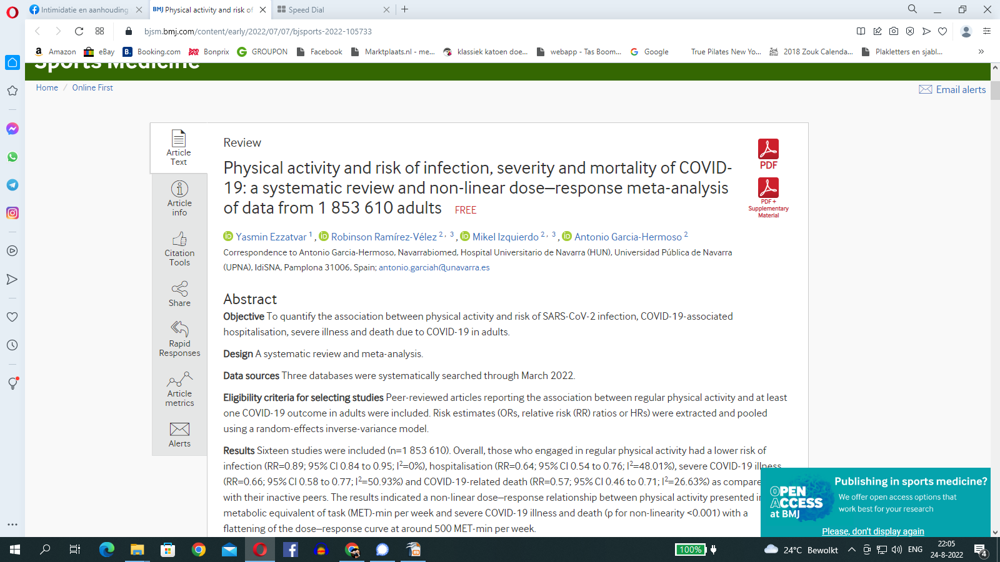 Intimidatie en aanhouding
BMJ Physical activity and risk of
Speed Dial
bjsm.bmj.com/content/early/2022/07/07/bjsports-2022-105733
a Amazon
eBay
B. Booking.com
bon prix Bonprix
G GROUPON
Facebook
Marktplaats.nl - me...
klassiek katoen doe...
webapp - Tas Boom...
G Google
True Pilates New Yo...
2018 Zouk Calenda...
Plakletters en sjabl...
»
Sports Medicine
Home / Online First
Email alerts
Article
Text
Article
info
Citation
Tools
Share
Rapid
Responses
Article
metrics
Alerts
Review
Physical activity and risk of infection, severity and mortality of COVID-
19: a systematic review and non-linear dose–response meta-analysis
of data from 1 853 610 adults FREE
PDF
PDF +
Supplementary
Material
iD Yasmin Ezzatvar 1, iD Robinson Ramírez-Vélez 2, 3, iD Mikel Izquierdo 2, 3, iD Antonio Garcia-Hermoso 2
Correspondence to Antonio Garcia-Hermoso, Navarrabiomed, Hospital Universitario de Navarra (HUN), Universidad Pública de Navarra
(UPNA), IdiSNA, Pamplona 31006, Spain; antonio.garciah@unavarra.es
Abstract
Objective To quantify the association between physical activity and risk of SARS-CoV-2 infection, COVID-19-associated
hospitalisation, severe illness and death due to COVID-19 in adults.
Design A systematic review and meta-analysis.
Data sources Three databases were systematically searched through March 2022.
Eligibility criteria for selecting studies Peer-reviewed articles reporting the association between regular physical activity and at least
one COVID-19 outcome in adults were included. Risk estimates (ORs, relative risk (RR) ratios or HRs) were extracted and pooled
using a random-effects inverse-variance model.
Results Sixteen studies were included (n=1 853 610). Overall, those who engaged in regular physical activity had a lower risk of
infection (RR=0.89; 95% CI 0.84 to 0.95; I²=0%), hospitalisation (RR=0.64; 95% CI 0.54 to 0.76; I²=48.01%), severe COVID-19 illness
(RR=0.66; 95% CI 0.58 to 0.77; I²=50.93%) and COVID-19-related death (RR=0.57; 95% CI 0.46 to 0.71; I²=26.63%) as compare
with their inactive peers. The results indicated a non-linear dose–response relationship between physical activity presented in
metabolic equivalent of task (MET)-min per week and severe COVID-19 illness and death (p for non-linearity <0.001) with a
flattening of the dose–response curve at around 500 MET-min per week.
OPEN
ACCESS
at BMJ
Publishing in sports medicine?
We offer open access options that
work best for your research
Please, don't display again
100%
24°C Bewolkt
ENG
22:05
24-8-2022
4